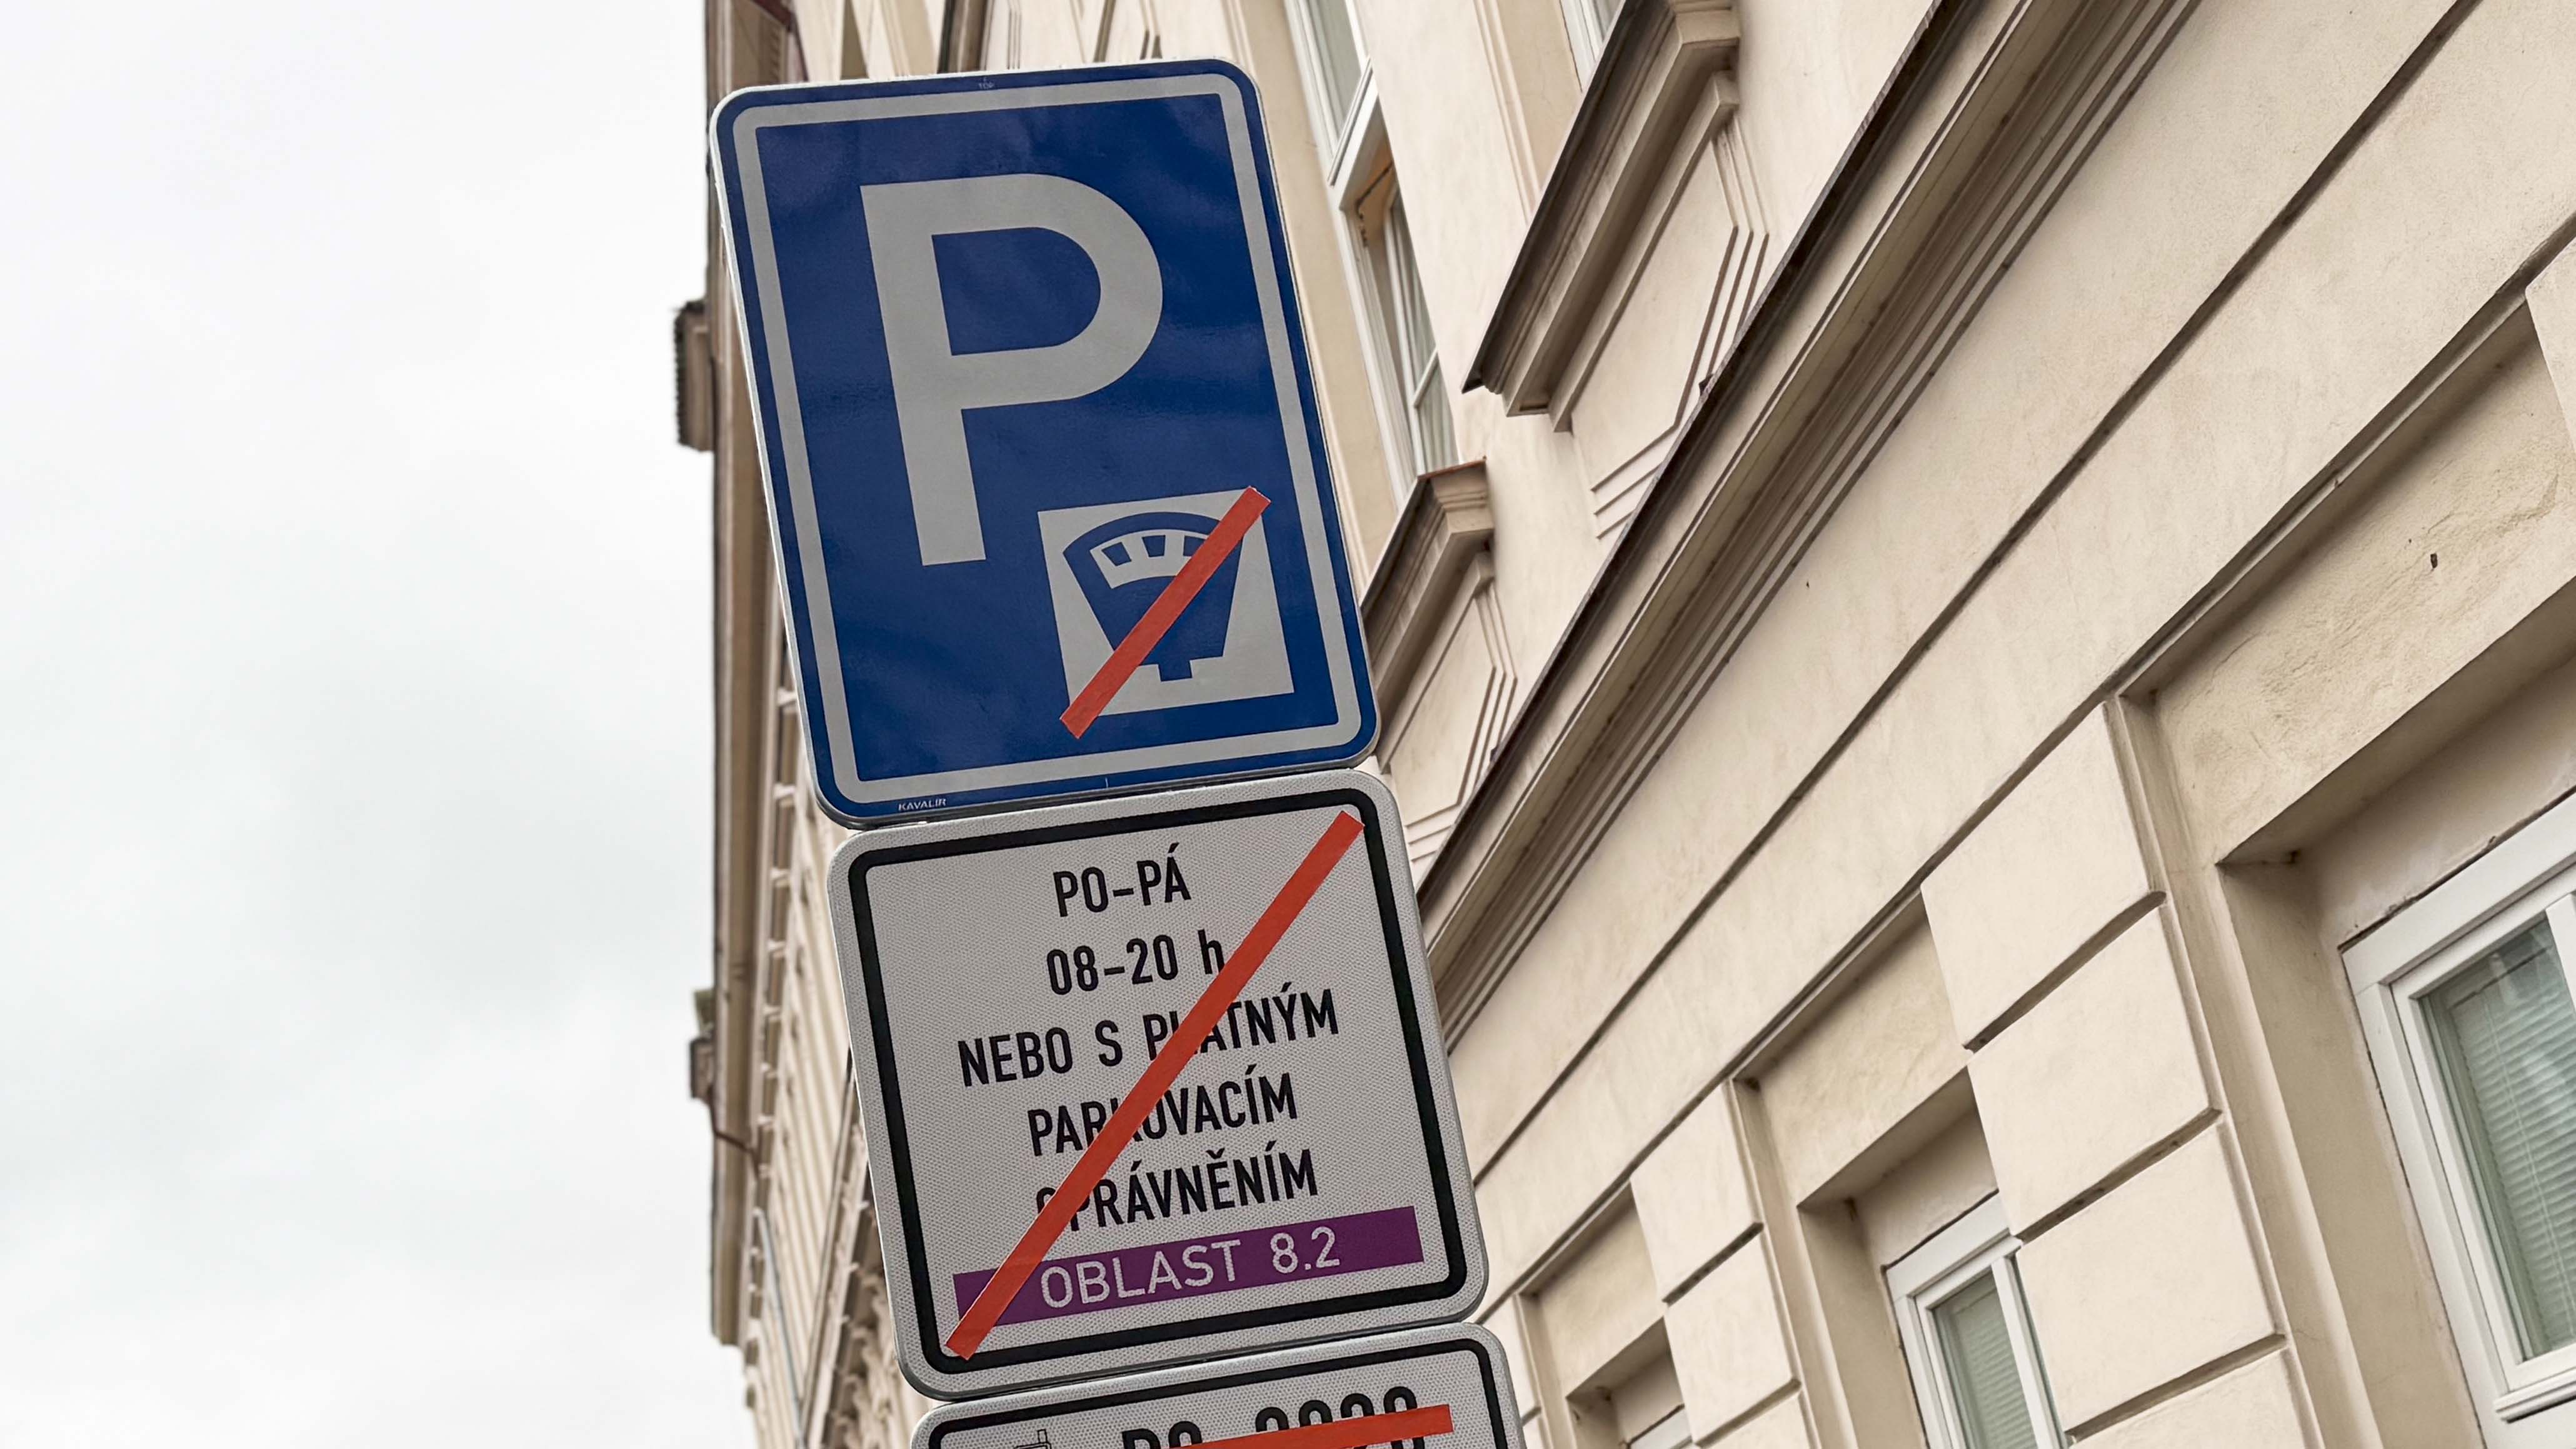 P
KAVALIR
PO-PÁ
08-20 h
NEBO S PLATNÝM
PARKOVACÍM
OPRÁVNĚNÍM
OBLAST 8.2